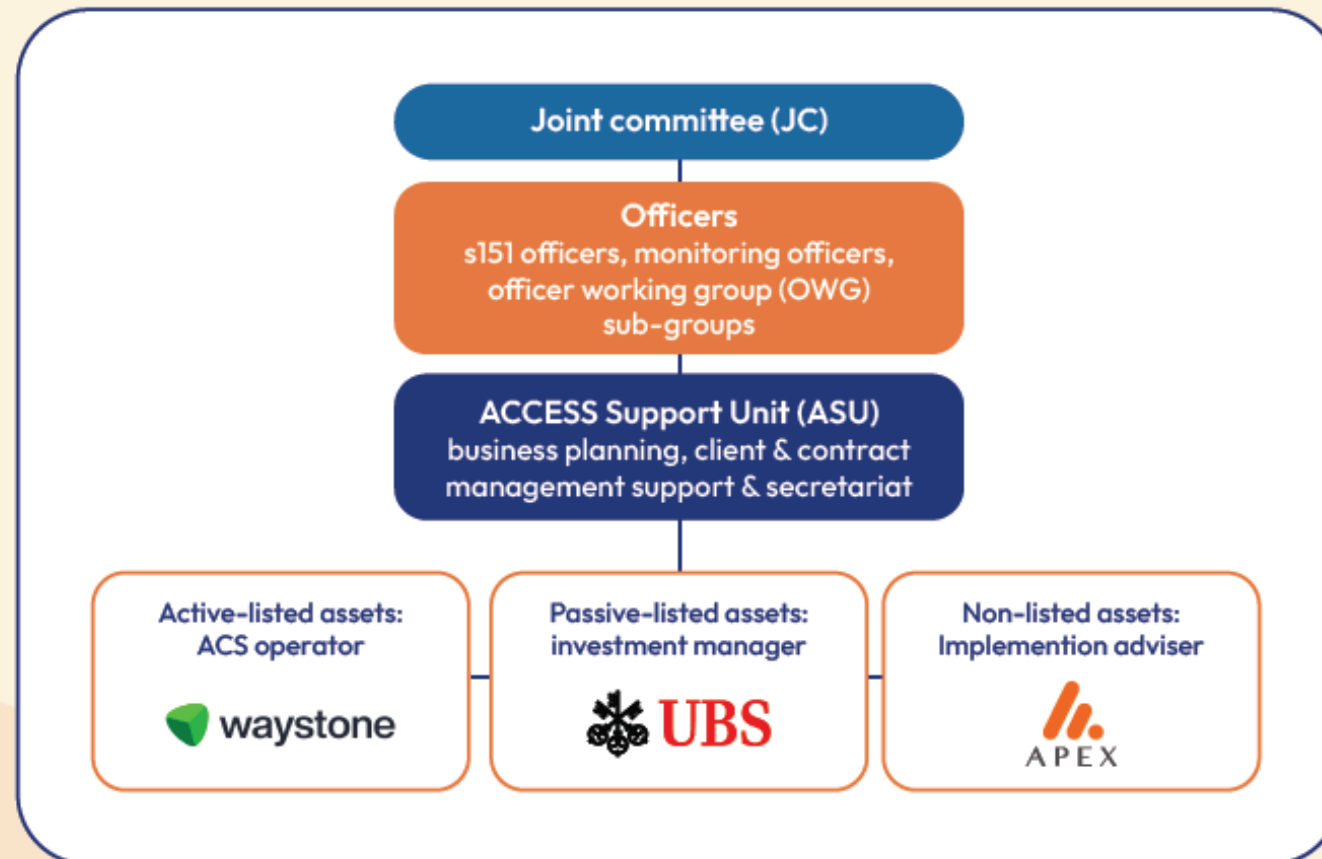 Joint committee (JC)
Officers
s151 officers, monitoring officers,
officer working group (OWG)
sub-groups
ACCESS Support Unit (ASU)
business planning, client & contract
management support & secretariat
Active-listed assets:
ACS operator
waystone
Passive-listed assets:
investment manager
UBS
Non-listed assets:
Implemention adviser
APEX